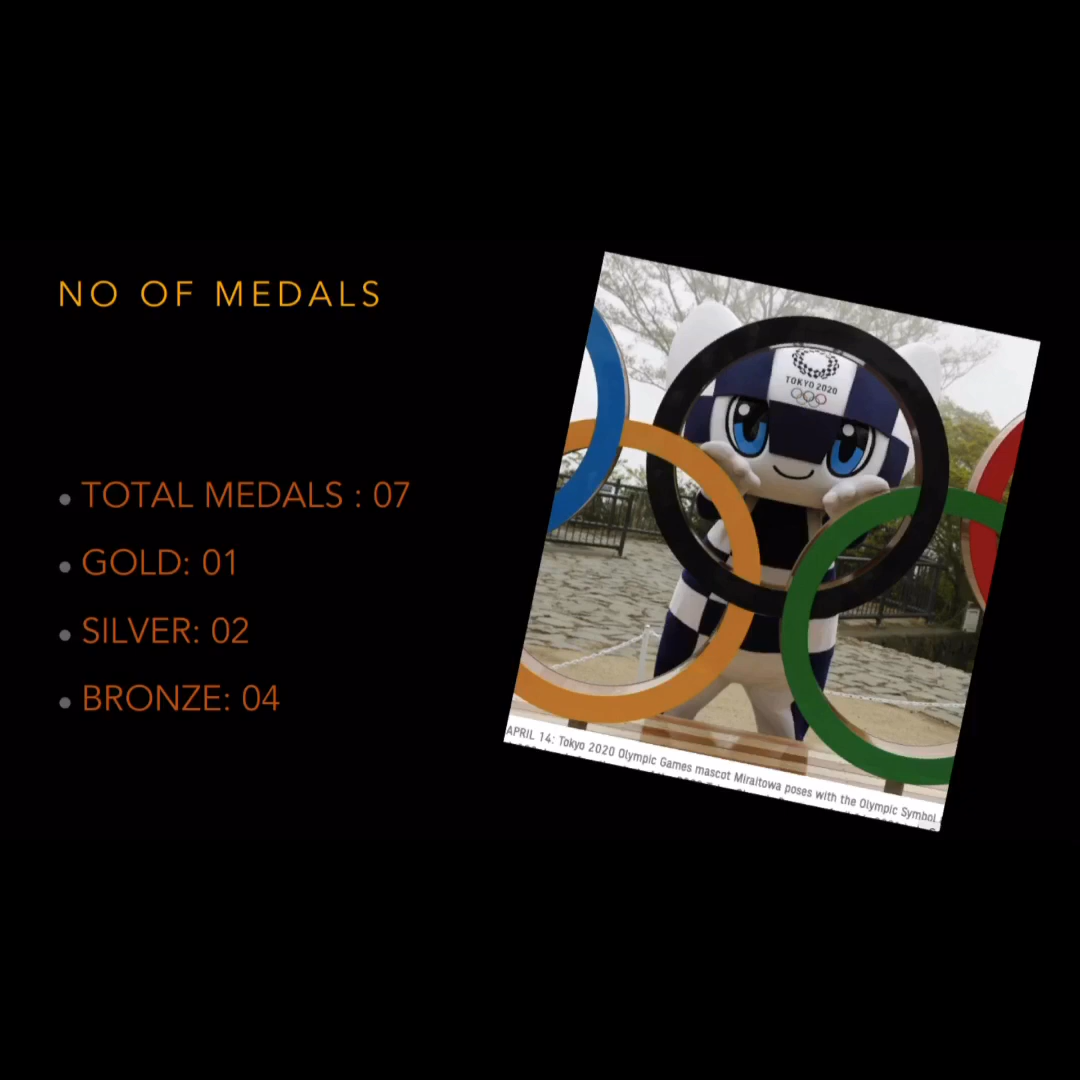 NO OF MEDALS
TOTAL MEDALS : 07
GOLD: 01
SILVER: 02
BRONZE: 04
TOKYO 2020
APRIL 14: Tokyo 2020 Olympic Games mascot Miraitowa poses with the Olympic Symbol